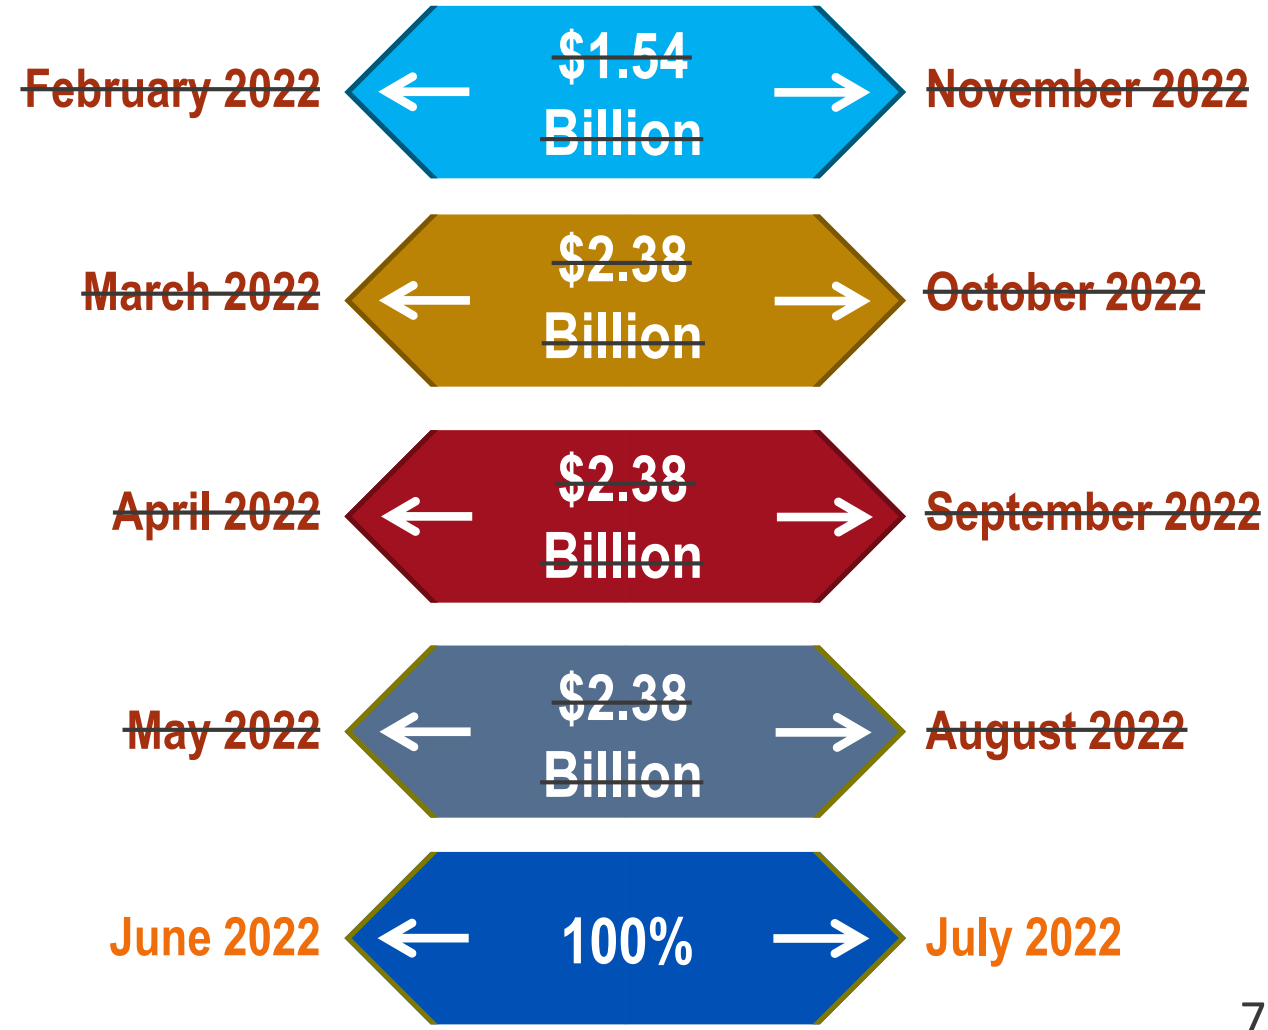 February 2022
$1.54
Billion
November 2022
March 2022
$2.38
Billion
October 2022
April 2022
$2.38
Billion
September 2022
May 2022
$2.38
Billion
August 2022
June 2022
100%
July 2022
7